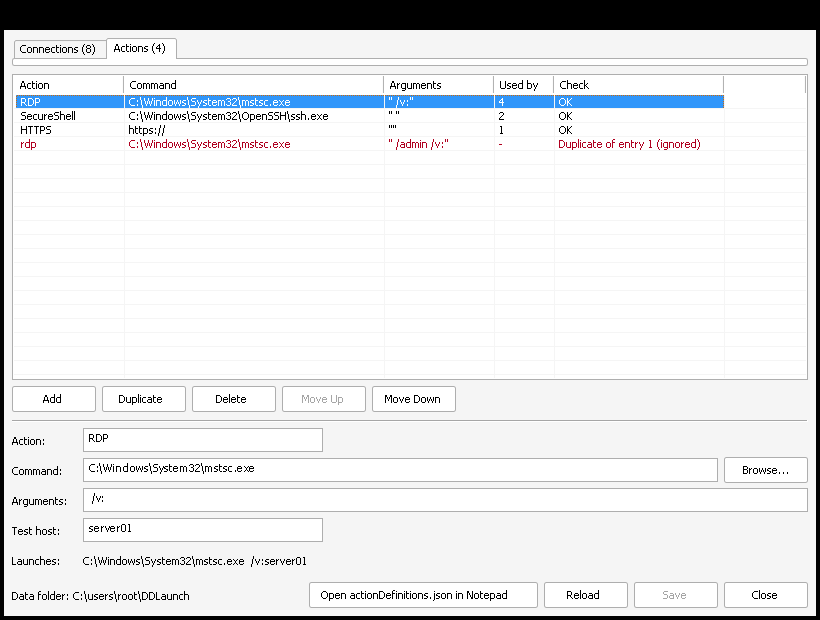 Connections (8) Actions (4)
Action Command Arguments Used by Check
RDP C:\Windows\System32\mstsc.exe " /v:" 4 OK
SecureShell C:\Windows\System32\OpenSSH\ssh.exe " " 2 OK
HTTPS https:// "" 1 OK
rdp C:\Windows\System32\mstsc.exe " /admin /v:" - Duplicate of entry 1 (ignored)
Add Duplicate Delete Move Up Move Down
Action: RDP
Command: C:\Windows\System32\mstsc.exe Browse...
Arguments: /v:
Test host: server01
Launches: C:\Windows\System32\mstsc.exe  /v:server01
Data folder: C:\users\root\DDLaunch Open actionDefinitions.json in Notepad Reload Save Close